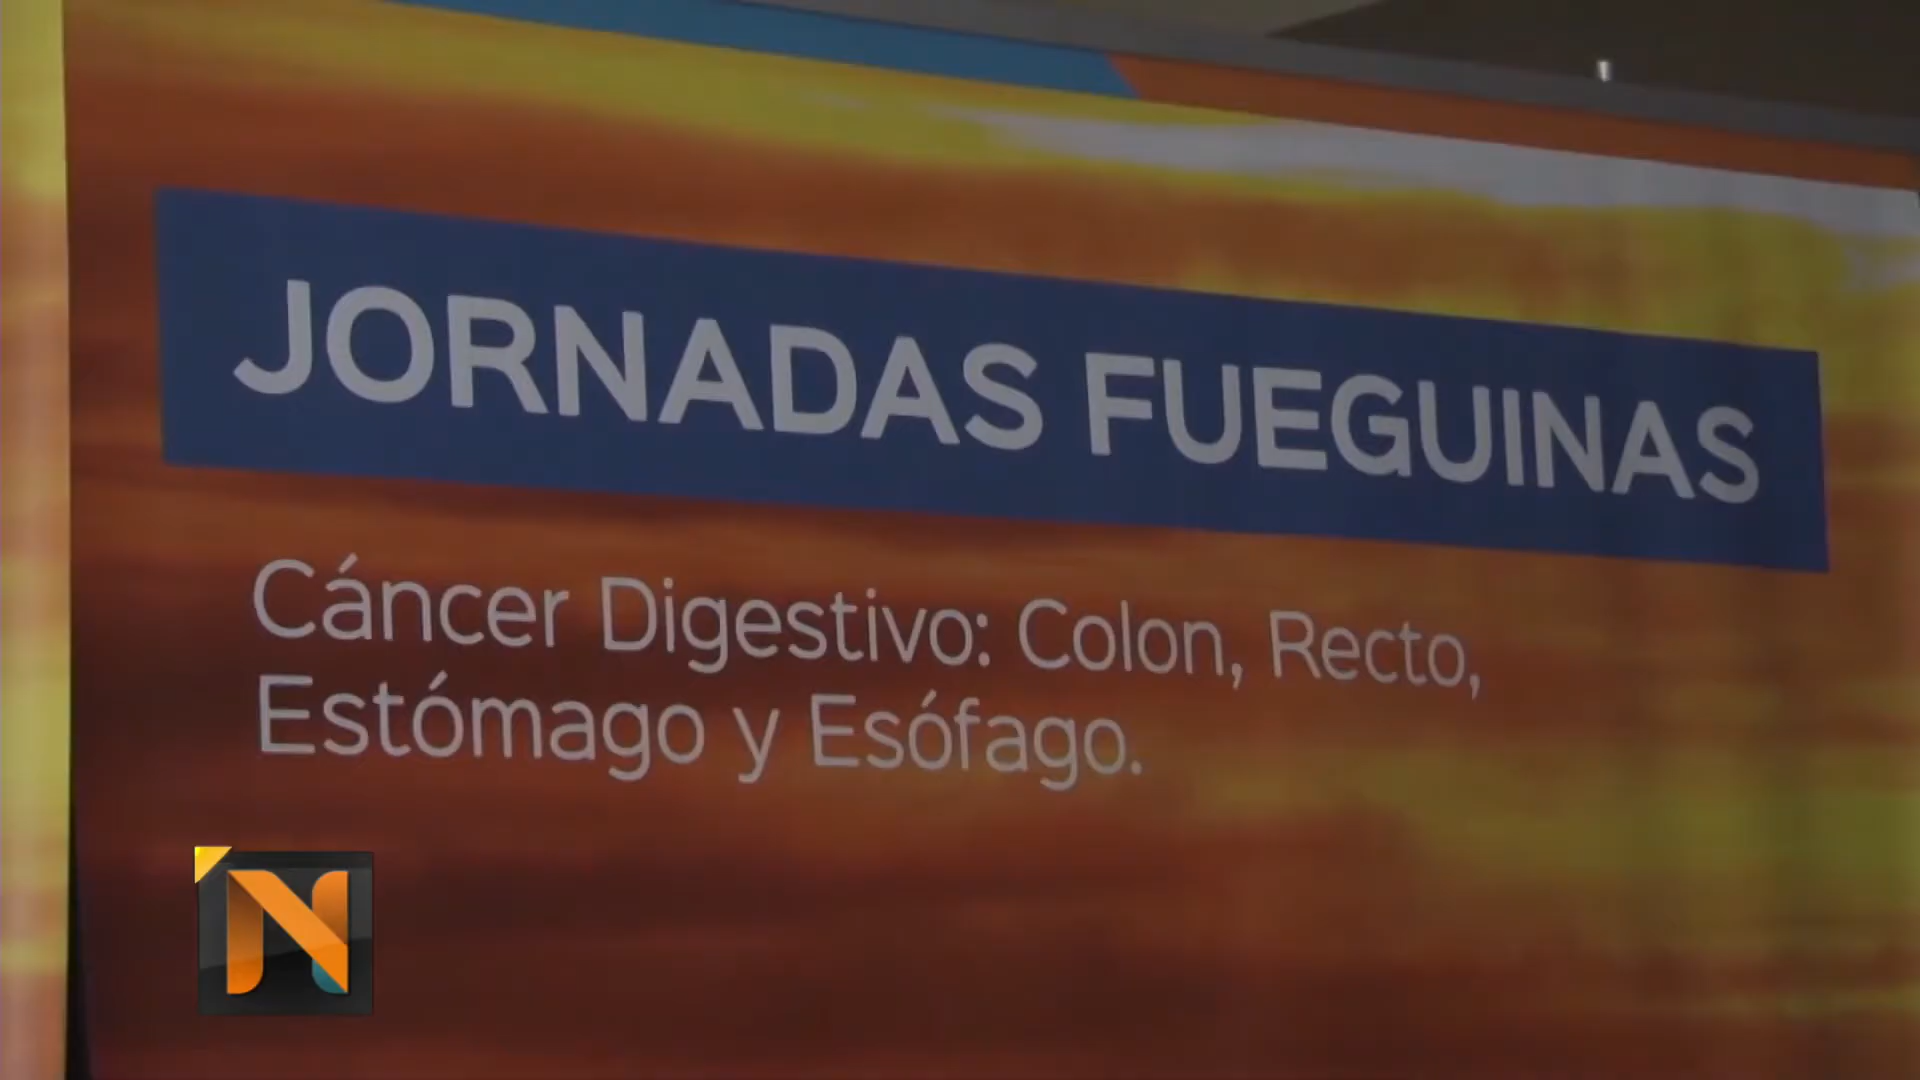 JORNADAS FUEGUINAS
Cáncer Digestivo: Colon, Recto,
Estómago y Esófago.
N